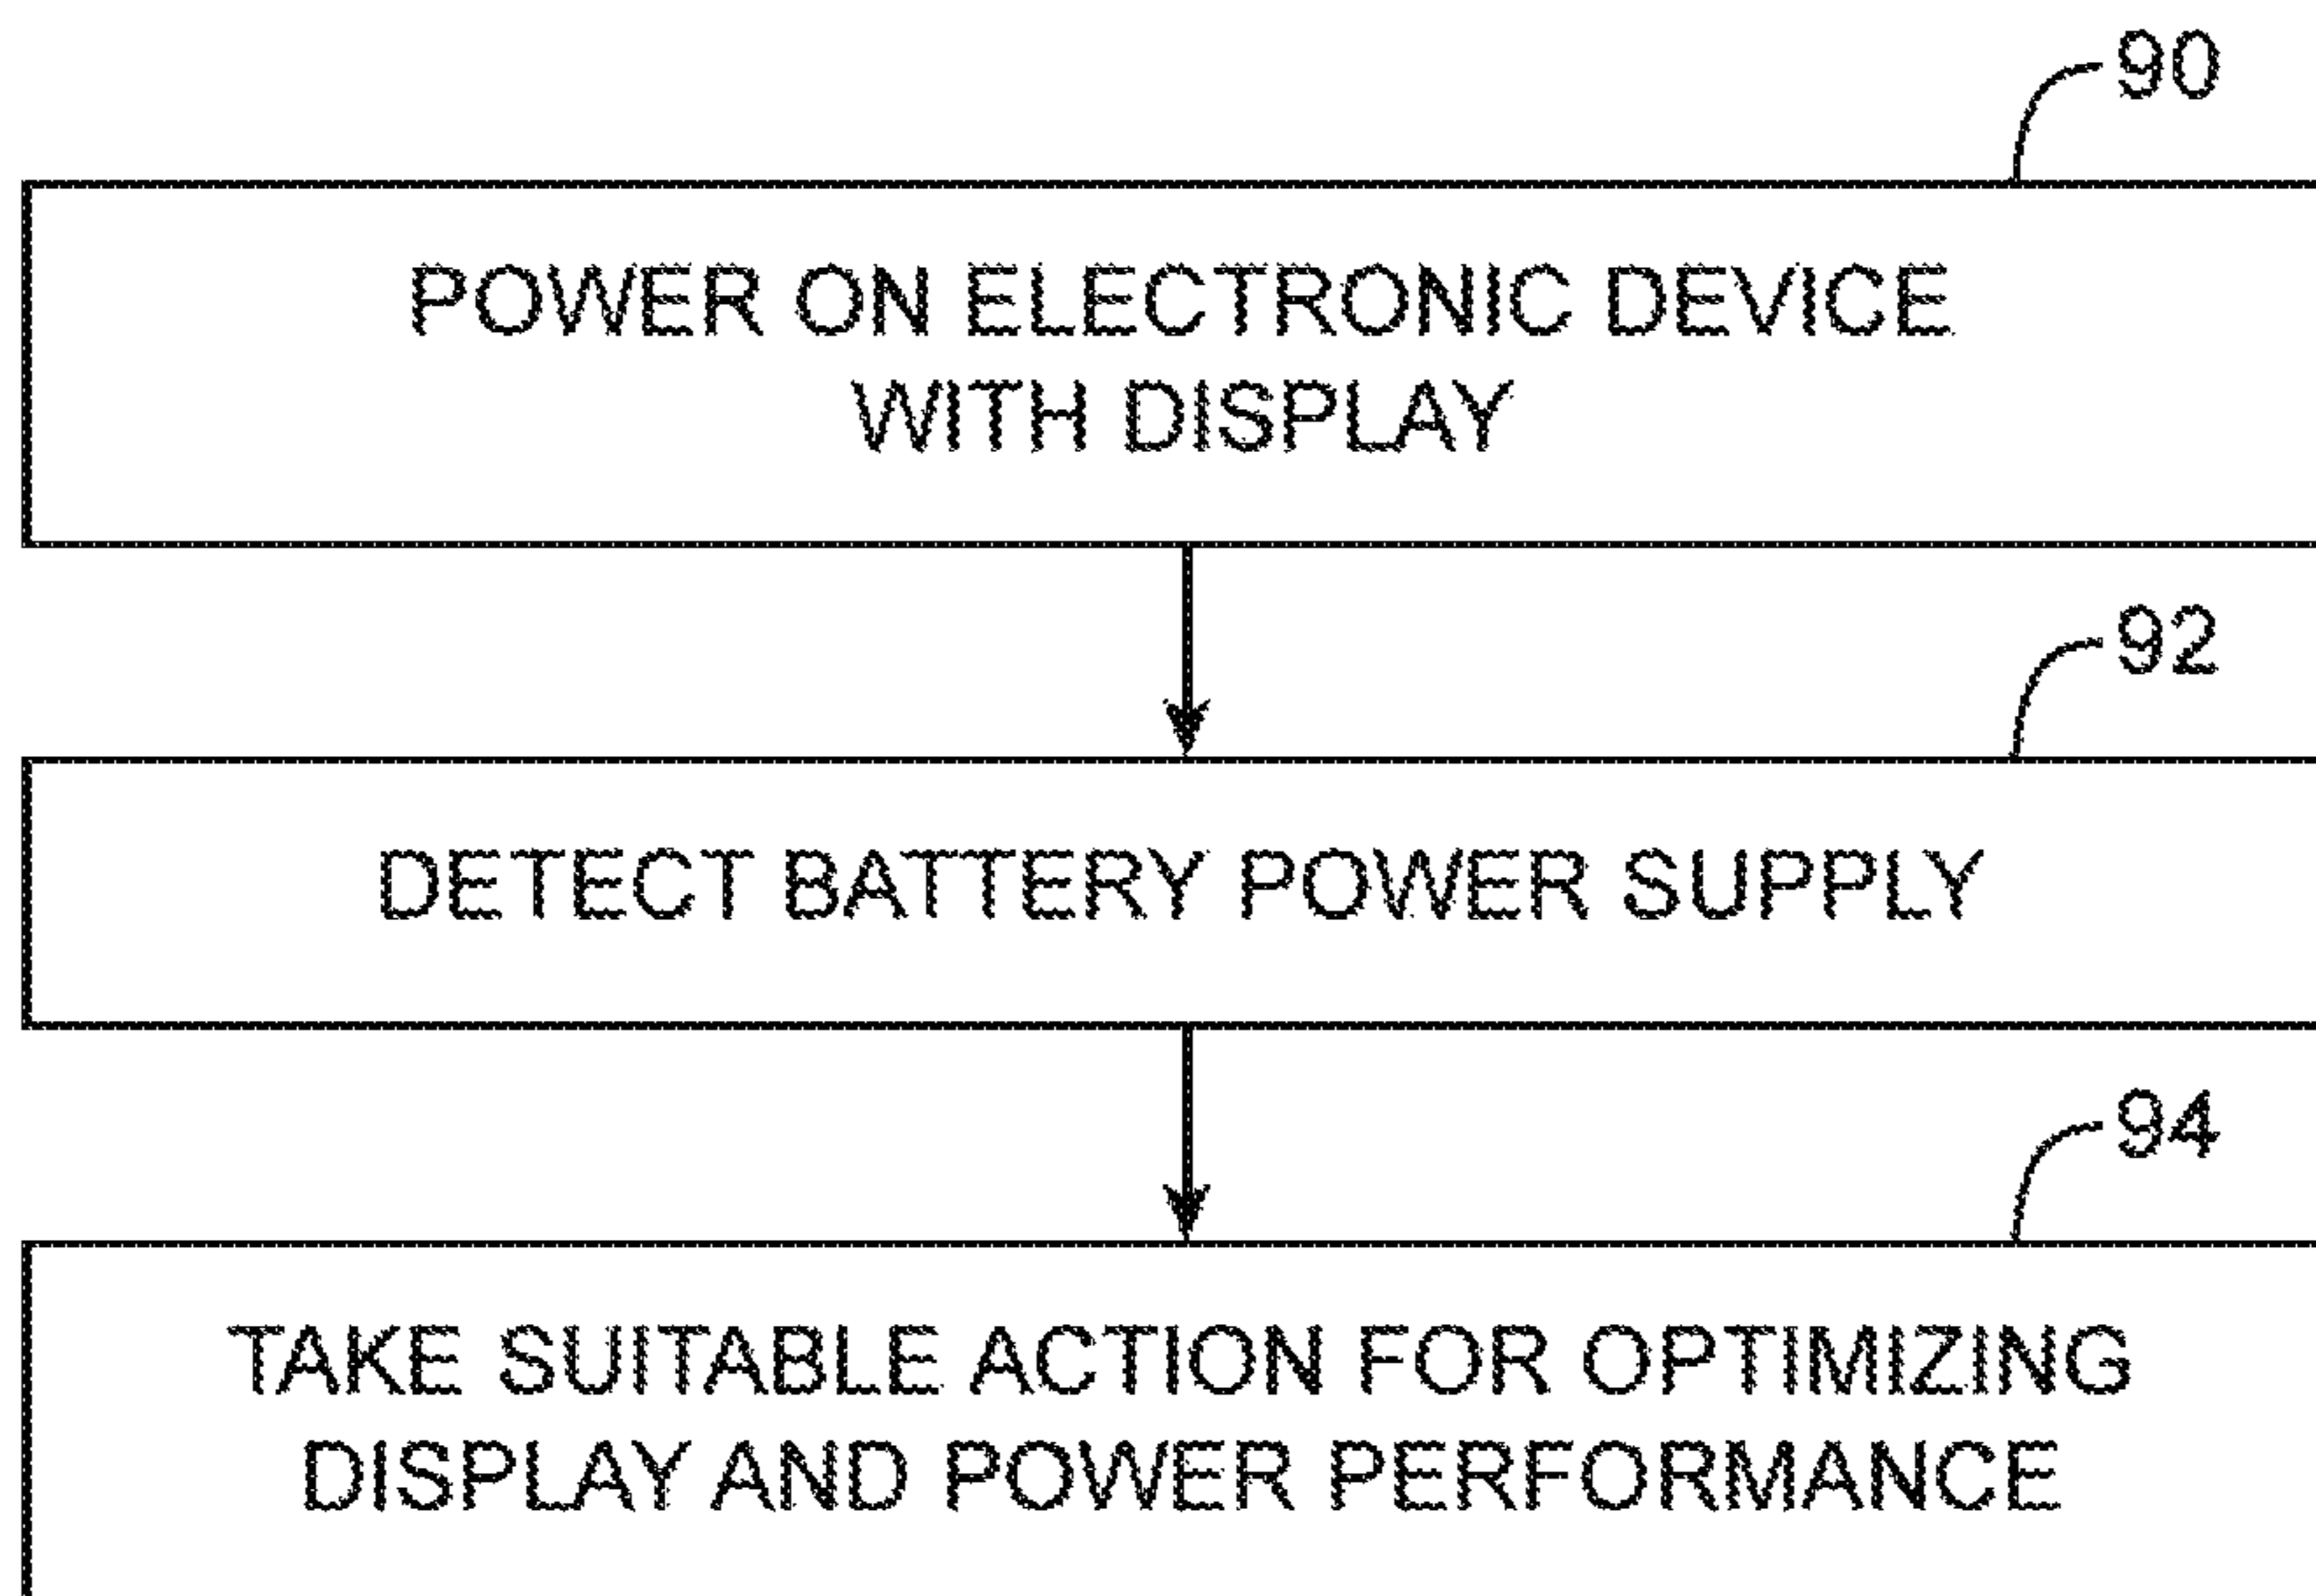 90
POWER ON ELECTRONIC DEVICE
WITH DISPLAY
92
DETECT BATTERY POWER SUPPLY
94
TAKE SUITABLE ACTION FOR OPTIMIZING
DISPLAY AND POWER PERFORMANCE